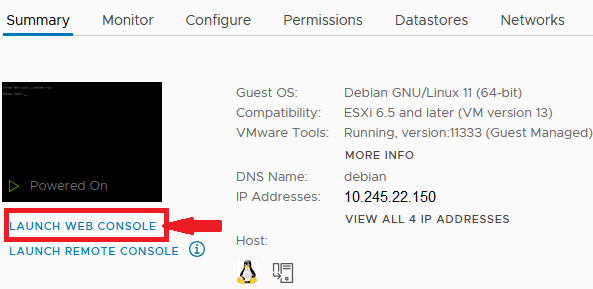 Summary Monitor Configure Permissions Datastores Networks
Powered On
LAUNCH WEB CONSOLE
LAUNCH REMOTE CONSOLE
Guest OS: Debian GNU/Linux 11 (64-bit)
Compatibility: ESXi 6.5 and later (VM version 13)
VMware Tools: Running, version:11333 (Guest Managed)
MORE INFO
DNS Name: debian
IP Addresses: 10.245.22.150
VIEW ALL 4 IP ADDRESSES
Host: